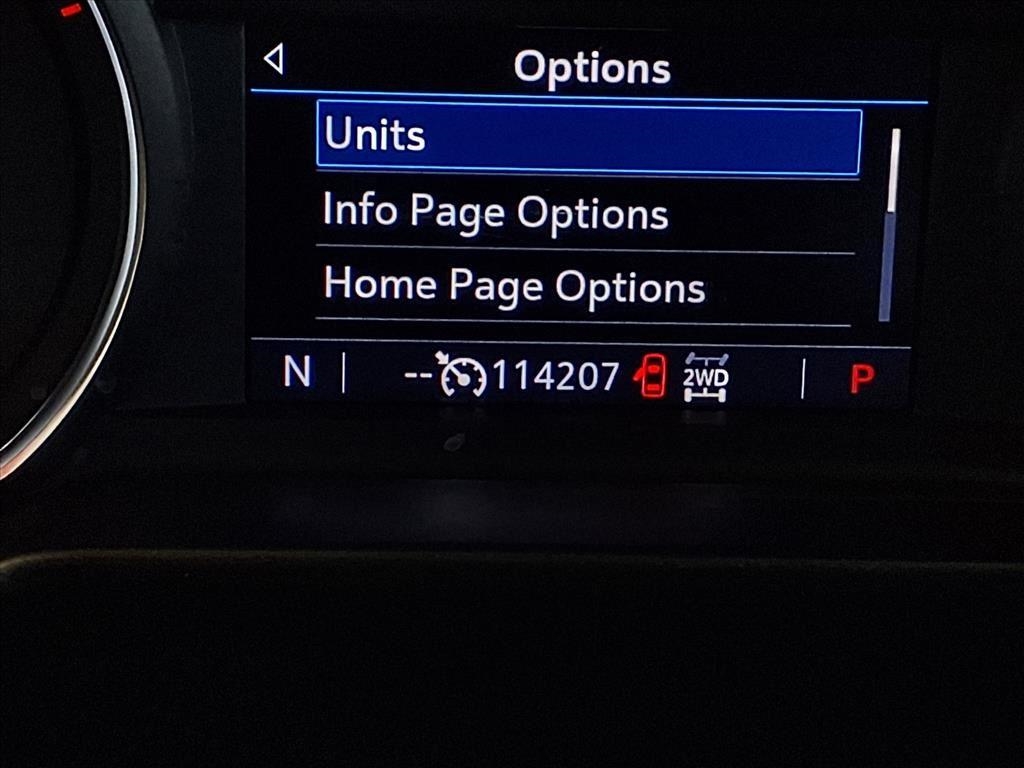 Options
Units
Info Page Options
Home Page Options
N -- 114207 2WD P